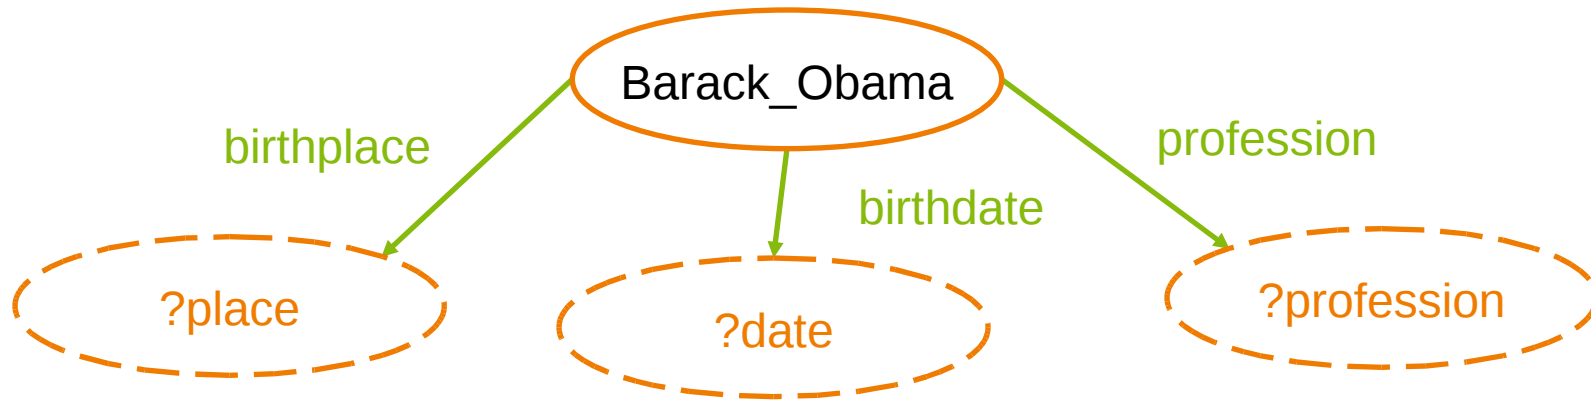 Barack_Obama
birthplace
profession
birthdate
?place
?date
?profession